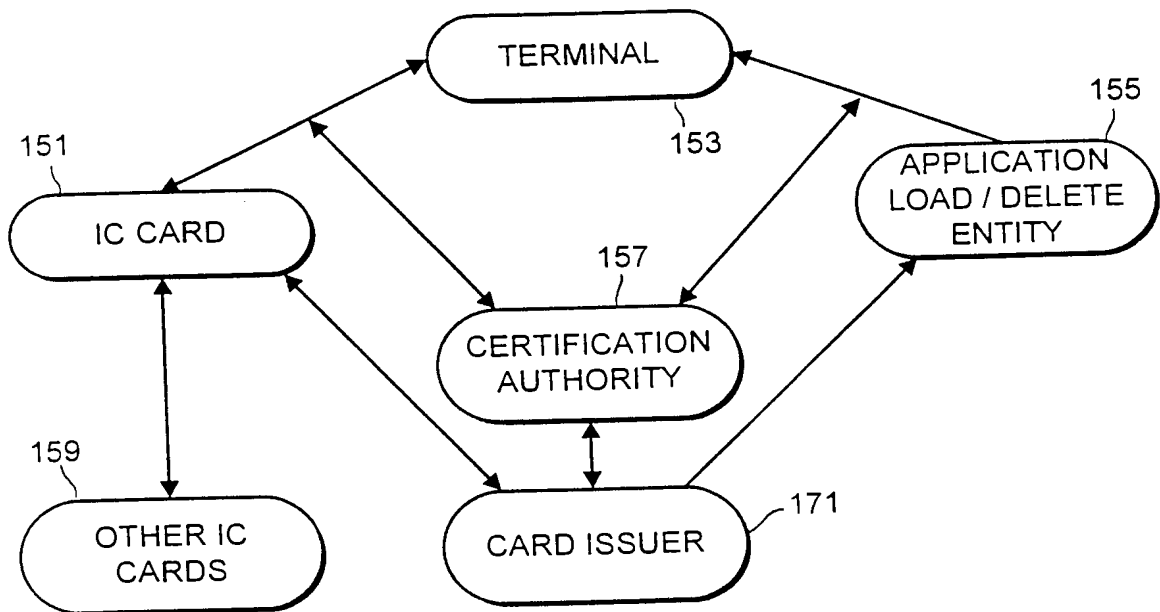 TERMINAL
153
155
APPLICATION
LOAD / DELETE
ENTITY
151
IC CARD
157
CERTIFICATION
AUTHORITY
159
OTHER IC
CARDS
CARD ISSUER
171